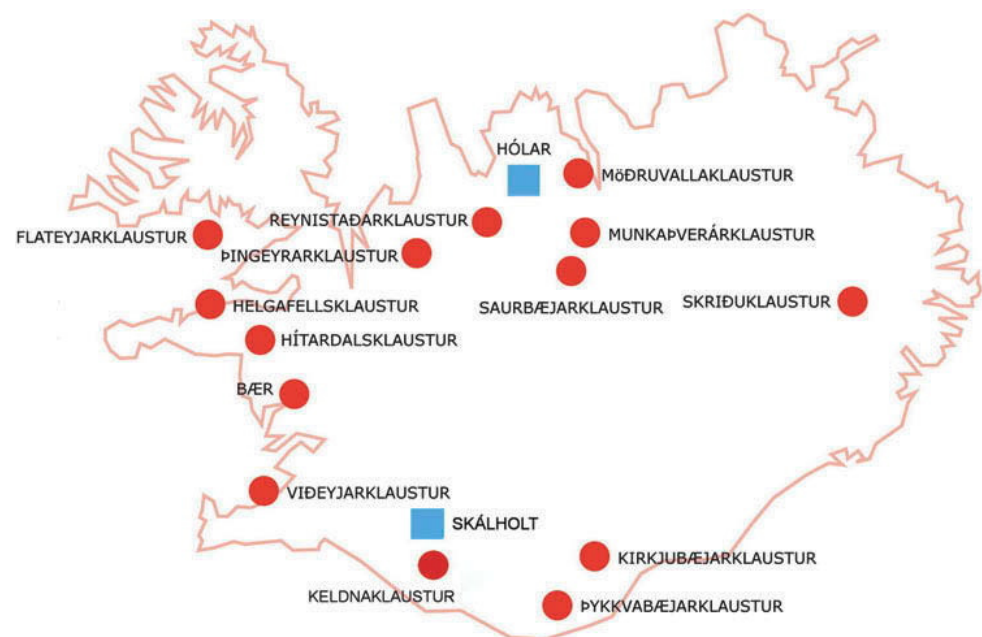 HÓLAR
MöÐRUVALLAKLAUSTUR
REYNISTAÐARKLAUSTUR
FLATEYJARKLAUSTUR
MUNKAÞVERÁRKLAUSTUR
ÞINGEYRARKLAUSTUR
HELGAFELLSKLAUSTUR
SAURBÆJARKLAUSTUR
SKRIÐUKLAUSTUR
HÍTARDALSKLAUSTUR
BÆR
VIÐEYJARKLAUSTUR
SKÁLHOLT
KIRKJUBÆJARKLAUSTUR
KELDNAKLAUSTUR
ÞYKKVABÆJARKLAUSTUR